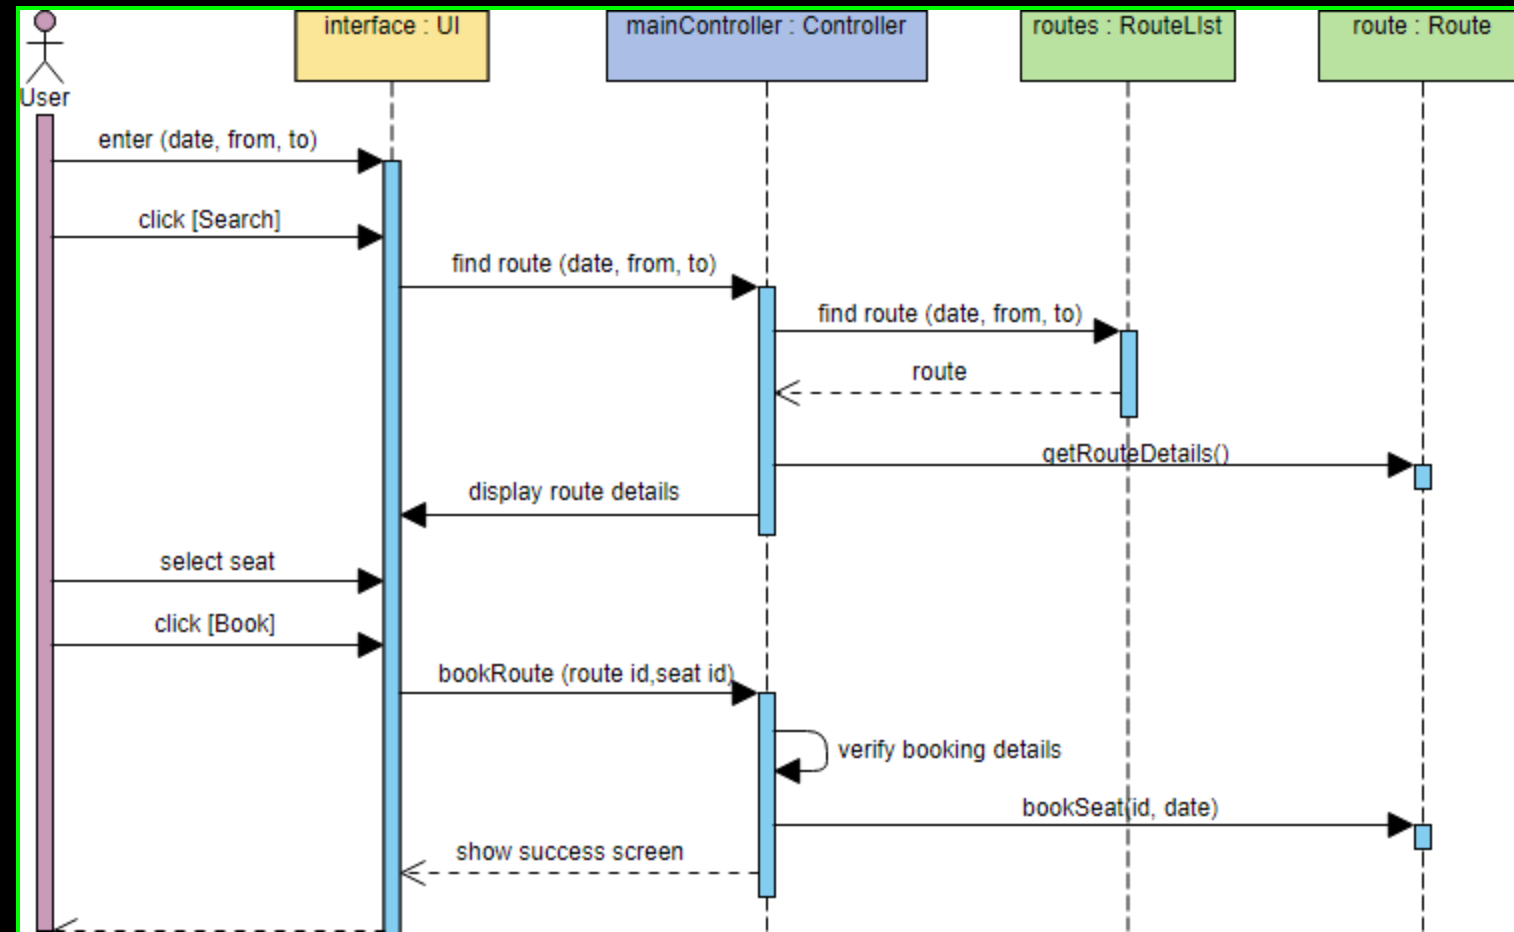 interface : UI
mainController : Controller
routes : RouteLIst
route : Route
User
enter (date, from, to)
click [Search]
find route (date, from, to)
find route (date, from, to)
route
getRouteDetails()
display route details
select seat
click [Book]
bookRoute (route id,seat id)
verify booking details
bookSeat(id, date)
show success screen